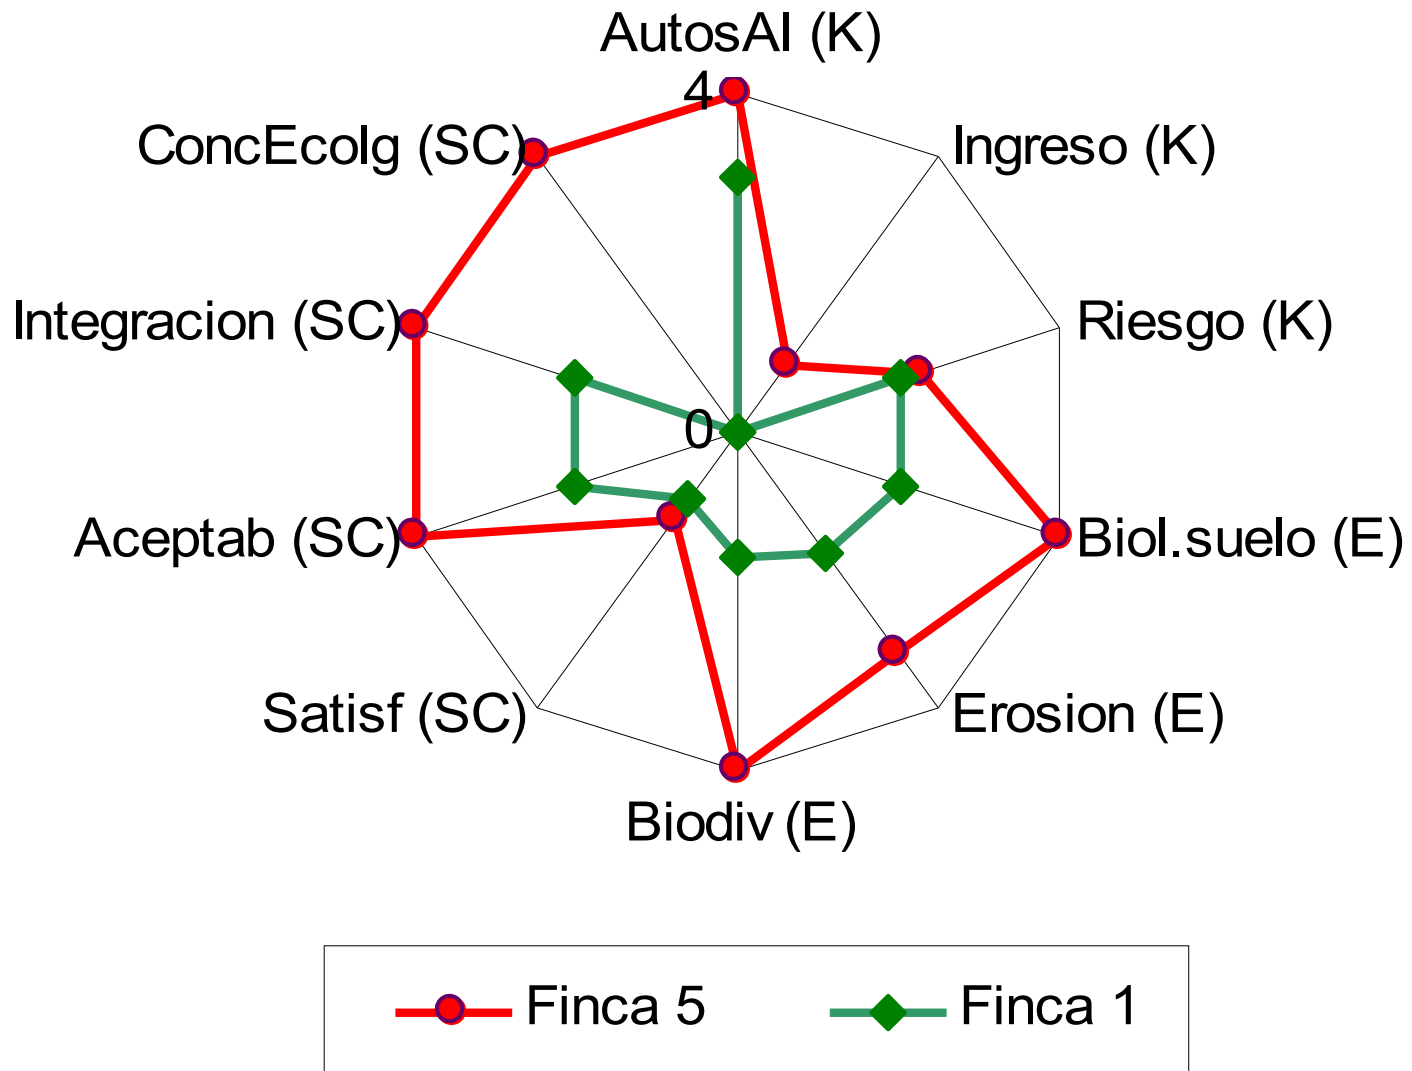 AutosAl (K)
4
ConcEcolg (SC)
Ingreso (K)
Integracion (SC)
Riesgo (K)
0
Aceptab (SC)
Biol.suelo (E)
Satisf (SC)
Erosion (E)
Biodiv (E)
Finca 5
Finca 1